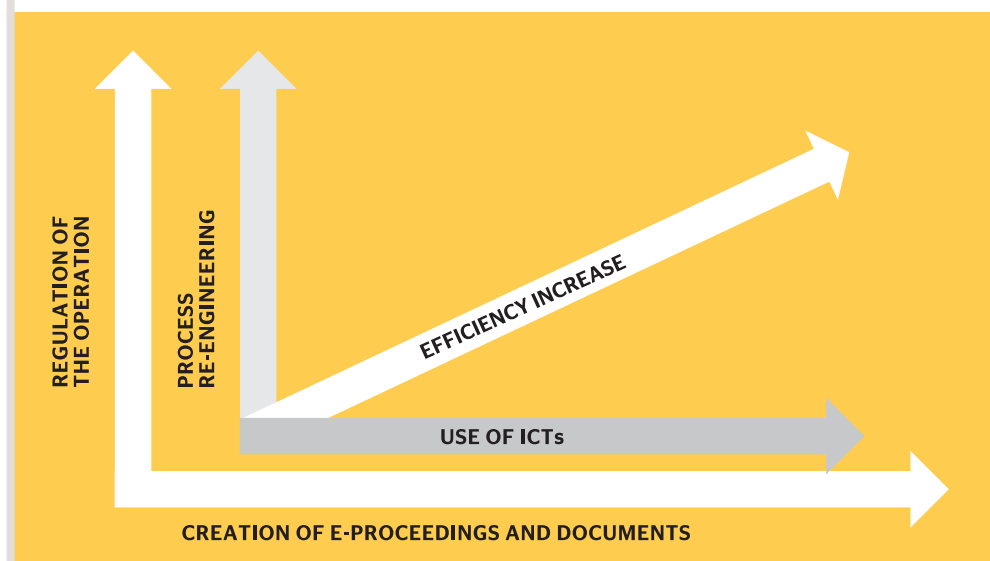 REGULATION OF
THE OPERATION
PROCESS
RE-ENGINEERING
EFFICIENCY INCREASE
USE OF ICTs
CREATION OF E-PROCEEDINGS AND DOCUMENTS